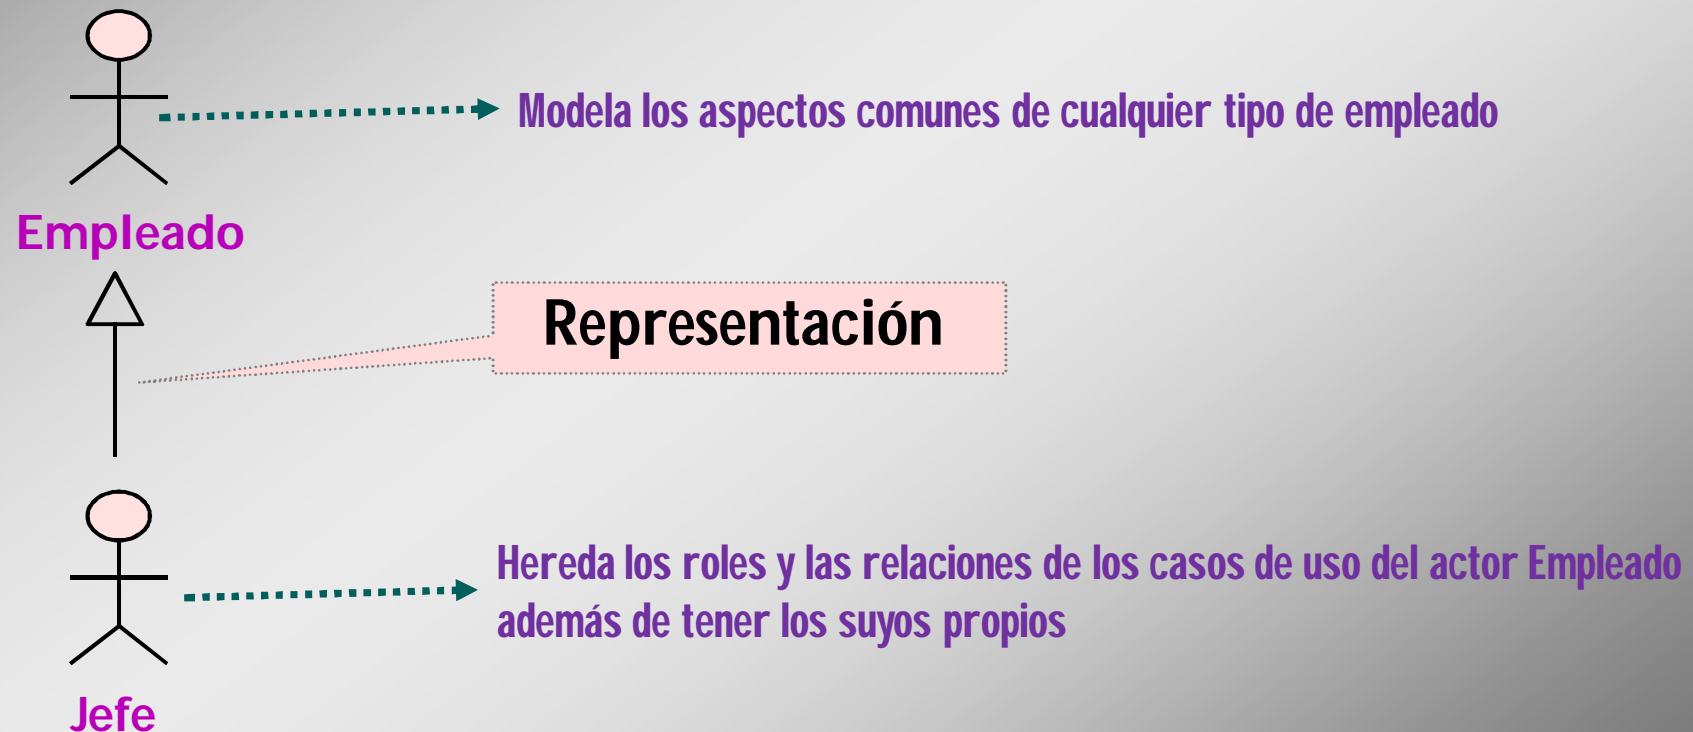 Modela los aspectos comunes de cualquier tipo de empleado
Empleado
Representación
Hereda los roles y las relaciones de los casos de uso del actor Empleado
además de tener los suyos propios
Jefe